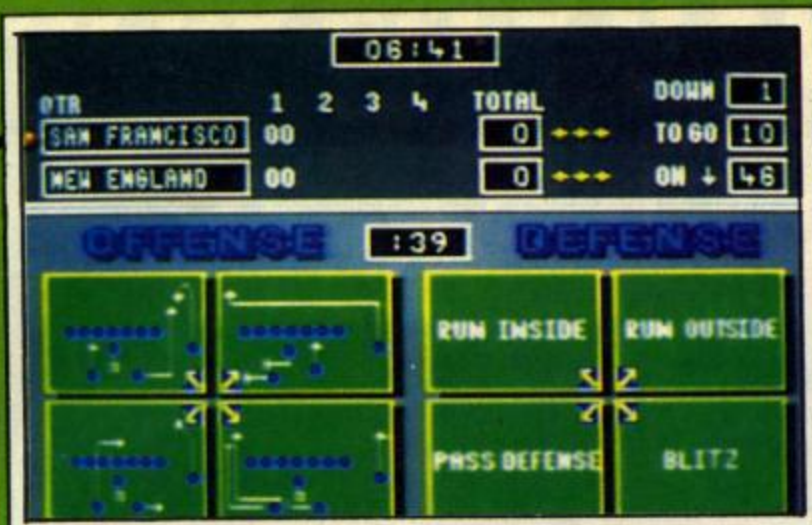 06:41
QTR 1 2 3 4 TOTAL DOWN 1
SAN FRANCISCO 00 0 TO GO 10
NEW ENGLAND 00 0 ON ↓ 46
OFFENSE :39 DEFENSE
RUN INSIDE RUN OUTSIDE
PASS DEFENSE BLITZ